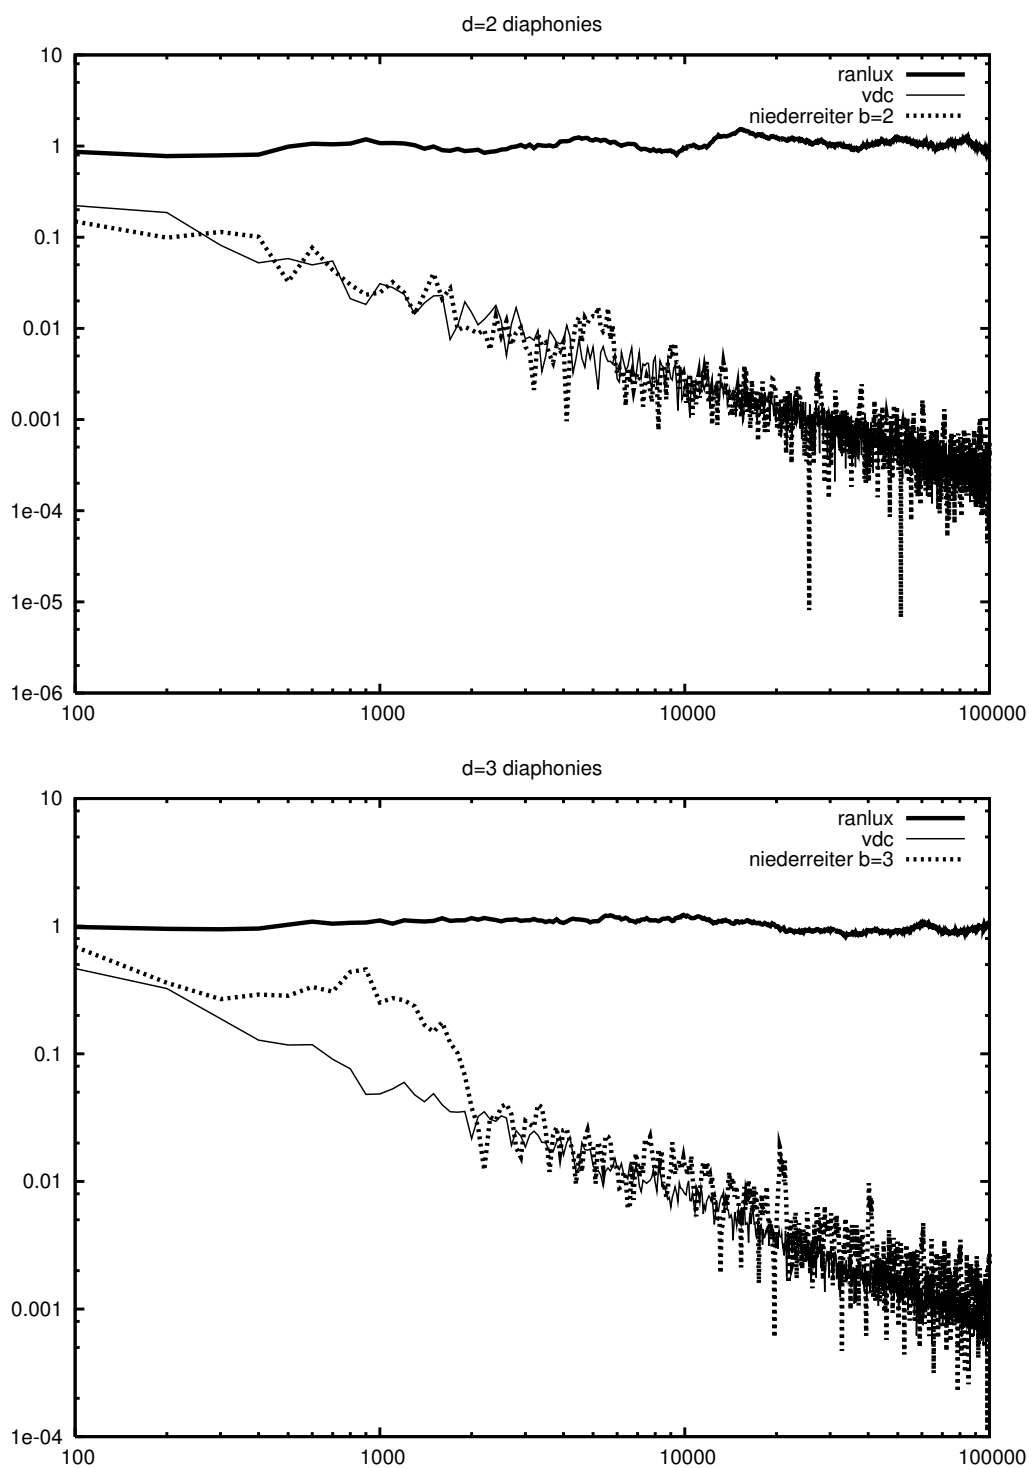 d=2 diaphonies
10
ranlux
vdc
niederreiter b=2
1
0.1
0.01
0.001
1e-04
1e-05
1e-06
100 1000 10000 100000
d=3 diaphonies
10
ranlux
vdc
niederreiter b=3
1
0.1
0.01
0.001
1e-04
100 1000 10000 100000